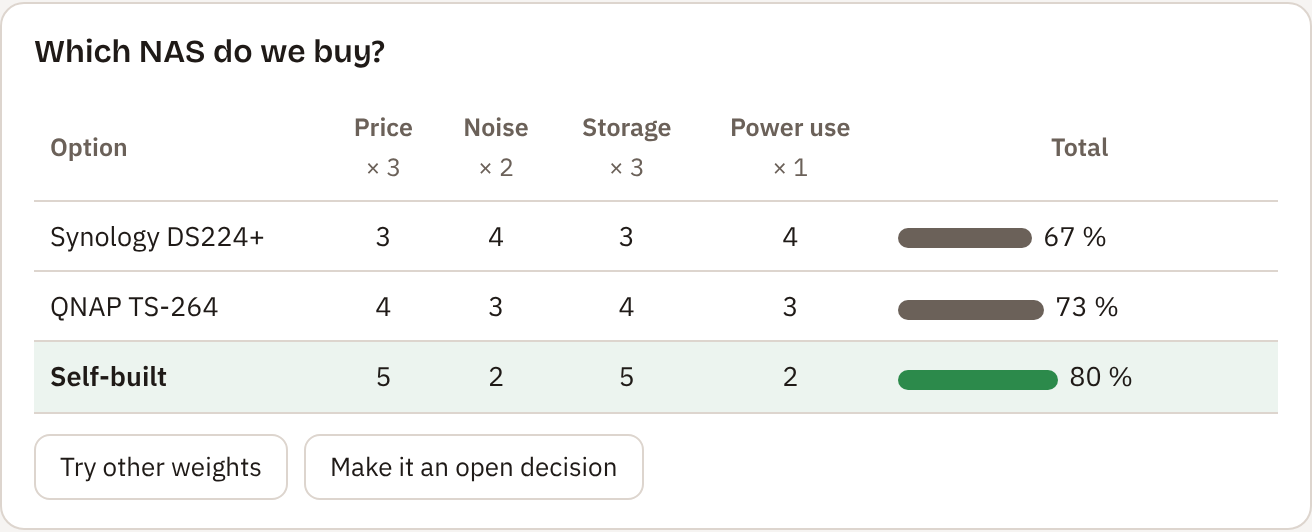 Which NAS do we buy?
Option Price × 3 Noise × 2 Storage × 3 Power use × 1 Total
Synology DS224+ 3 4 3 4 67 %
QNAP TS-264 4 3 4 3 73 %
Self-built 5 2 5 2 80 %
Try other weights Make it an open decision